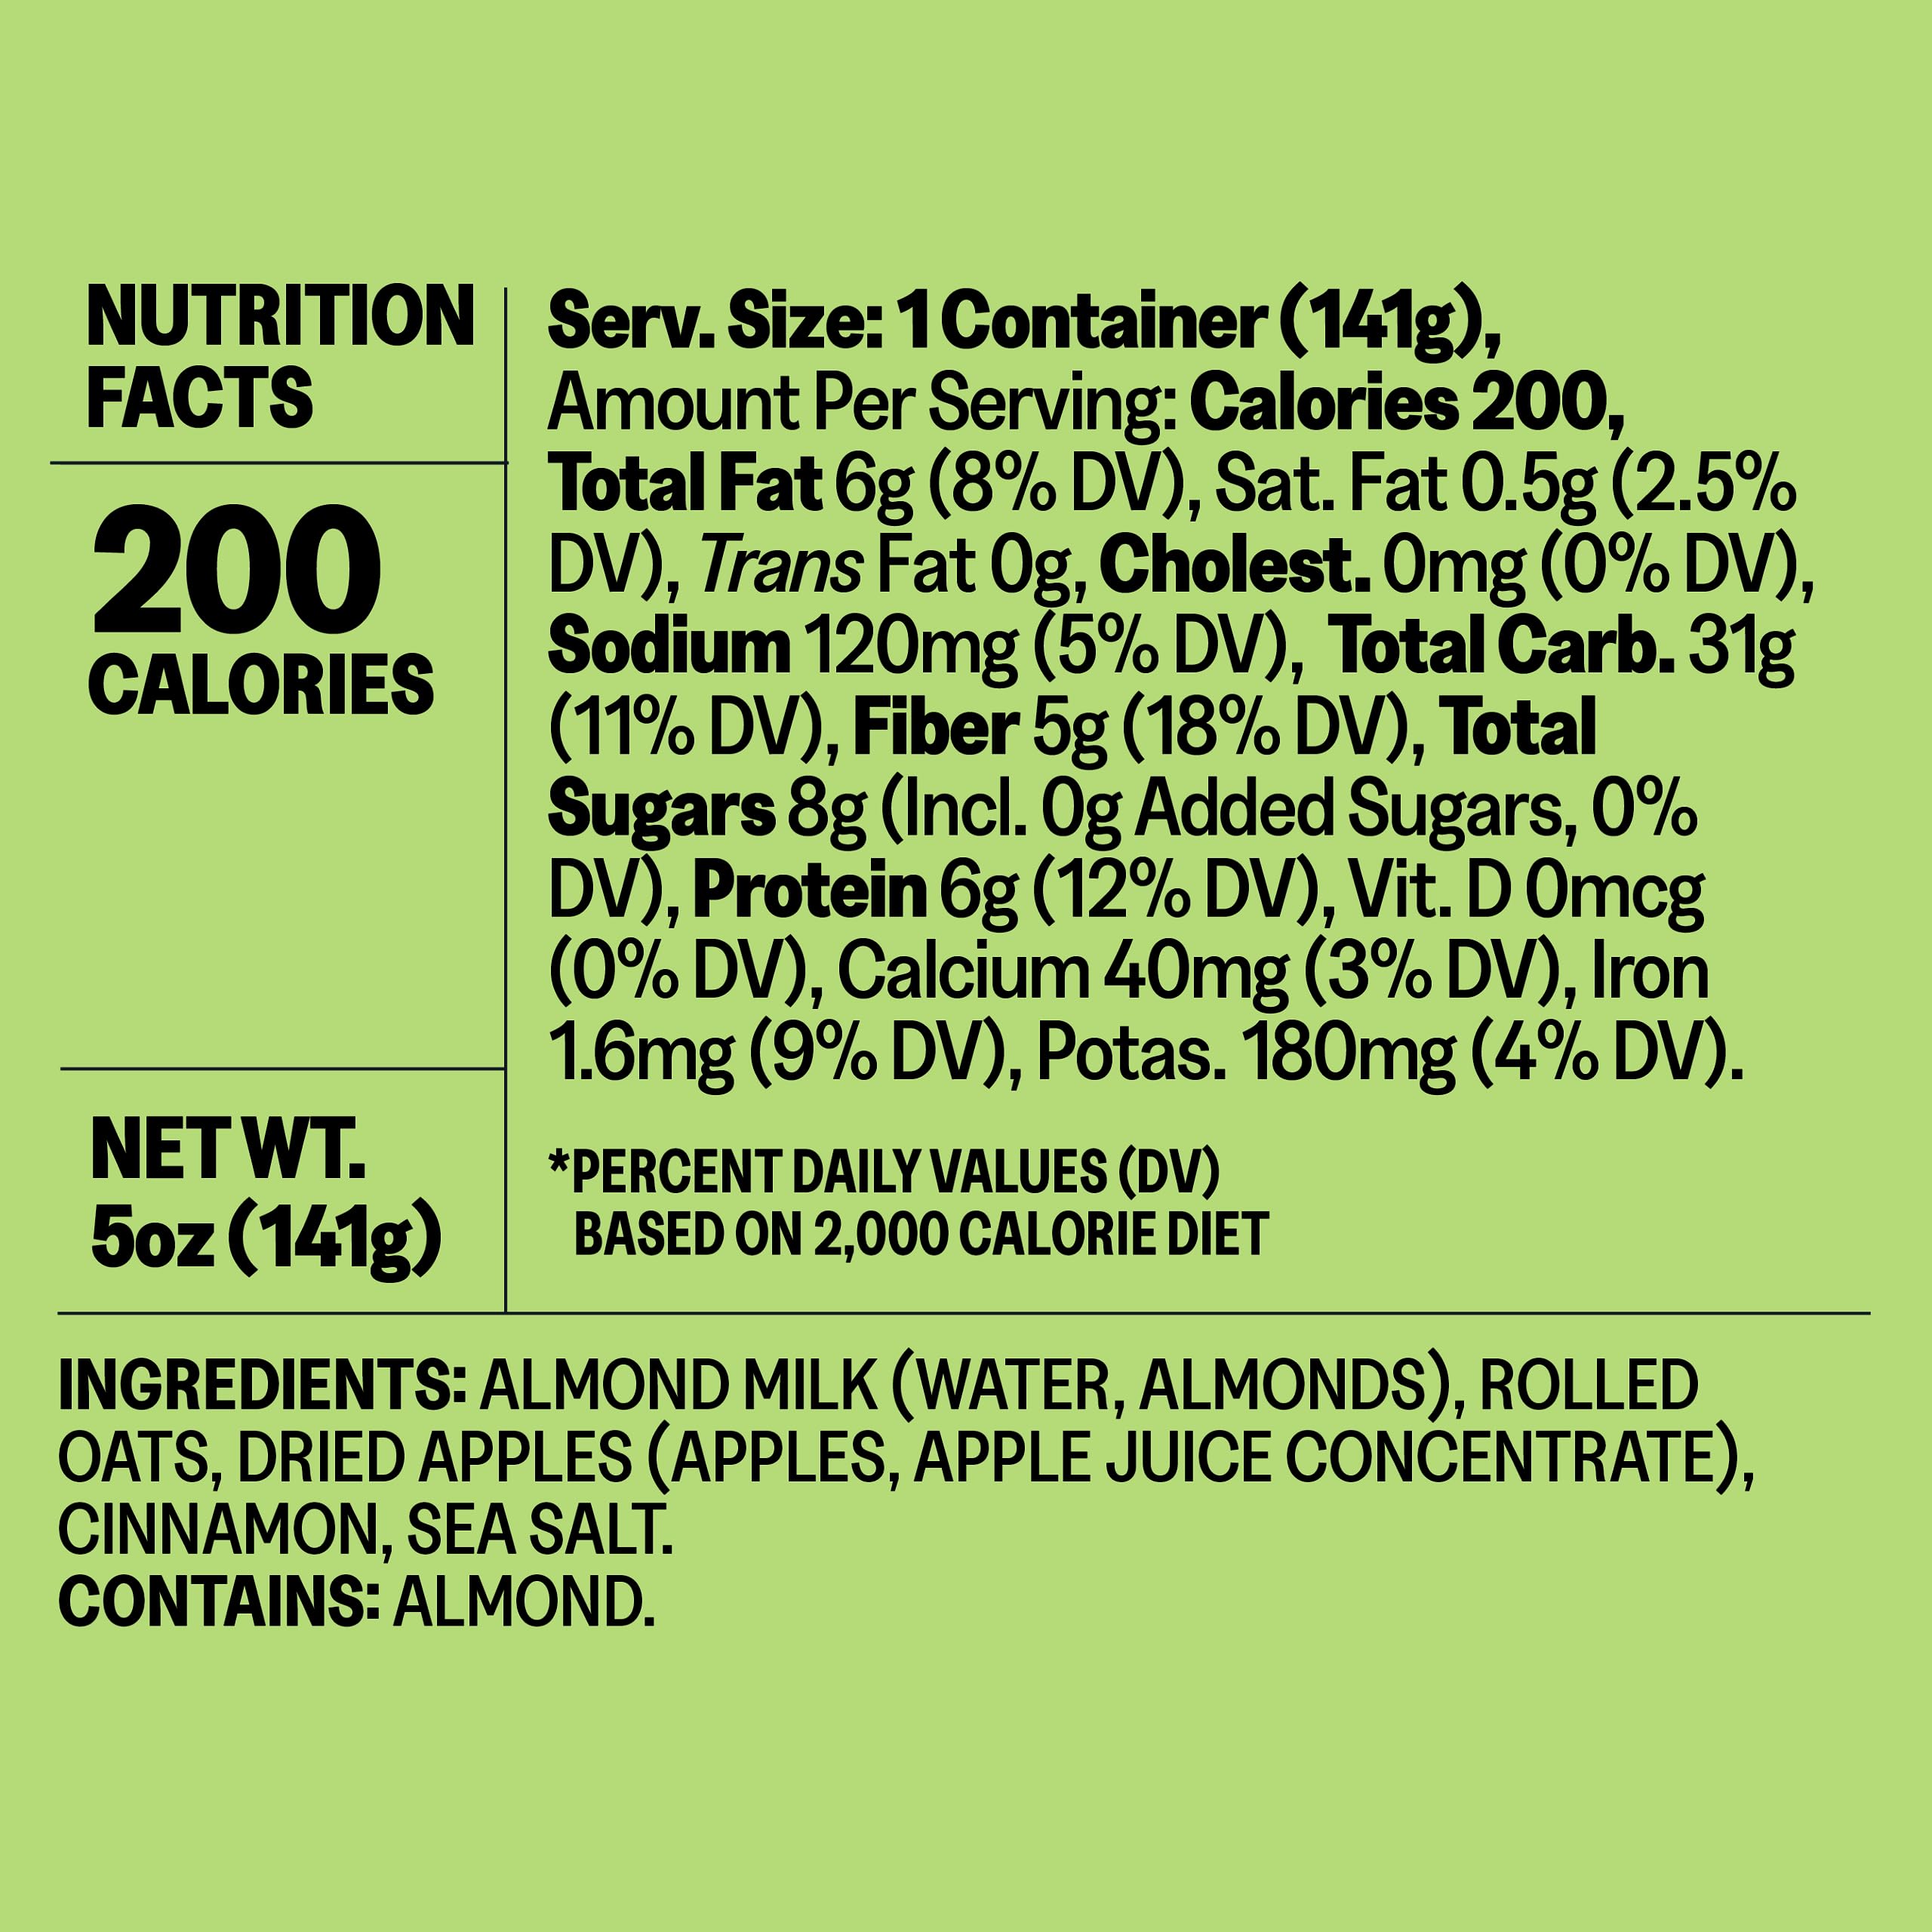 NUTRITION
FACTS
200
CALORIES
NET WT.
5oz (141g)
Serv. Size: 1 Container (141g),
Amount Per Serving: Calories 200,
Total Fat 6g (8% DV), Sat. Fat 0.5g (2.5%
DV), Trans Fat 0g, Cholest. 0mg (0% DV),
Sodium 120mg (5% DV), Total Carb. 31g
(11% DV), Fiber 5g (18% DV), Total
Sugars 8g (Incl. 0g Added Sugars, 0%
DV), Protein 6g (12% DV), Vit. D 0mcg
(0% DV), Calcium 40mg (3% DV), Iron
1.6mg (9% DV), Potas. 180mg (4% DV).
*PERCENT DAILY VALUES (DV)
BASED ON 2,000 CALORIE DIET
INGREDIENTS: ALMOND MILK (WATER, ALMONDS), ROLLED
OATS, DRIED APPLES (APPLES, APPLE JUICE CONCENTRATE),
CINNAMON, SEA SALT.
CONTAINS: ALMOND.